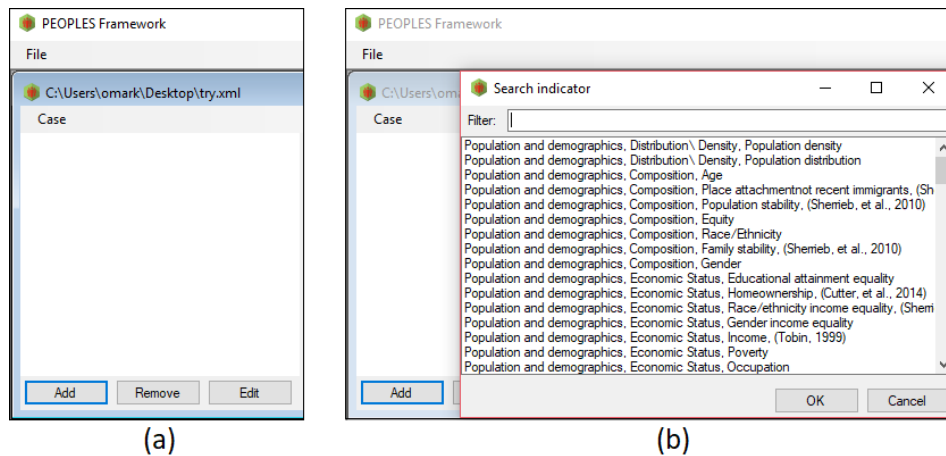 PEOPLES Framework
File
C:\Users\omark\Desktop\try.xml
Case
Add Remove Edit
(a)
PEOPLES Framework
File
C:\Users\om
Case
Add
Search indicator
Filter:
Population and demographics, Distribution\ Density, Population density
Population and demographics, Distribution\ Density, Population distribution
Population and demographics, Composition, Age
Population and demographics, Composition, Place attachmentnot recent immigrants, (Sh
Population and demographics, Composition, Population stability, (Sherrieb, et al., 2010)
Population and demographics, Composition, Equity
Population and demographics, Composition, Race/Ethnicity
Population and demographics, Composition, Family stability, (Sherrieb, et al., 2010)
Population and demographics, Composition, Gender
Population and demographics, Economic Status, Educational attainment equality
Population and demographics, Economic Status, Homeownership, (Cutter, et al., 2014)
Population and demographics, Economic Status, Race/ethnicity income equality, (Sherri
Population and demographics, Economic Status, Gender income equality
Population and demographics, Economic Status, Income, (Tobin, 1999)
Population and demographics, Economic Status, Poverty
Population and demographics, Economic Status, Occupation
OK Cancel
(b)